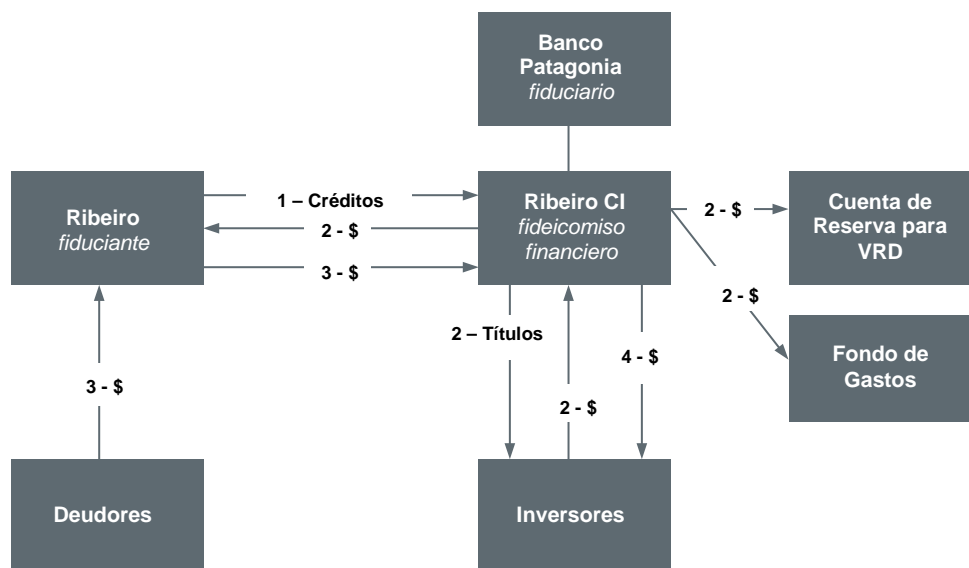 Banco
Patagonia
fiduciario
Ribeiro
fiduciante
1 – Créditos
2 - $
3 - $
Ribeiro CI
fideicomiso
financiero
2 - $
Cuenta de
Reserva para
VRD
2 - $
Fondo de
Gastos
2 – Títulos
4 - $
2 - $
3 - $
Deudores
Inversores